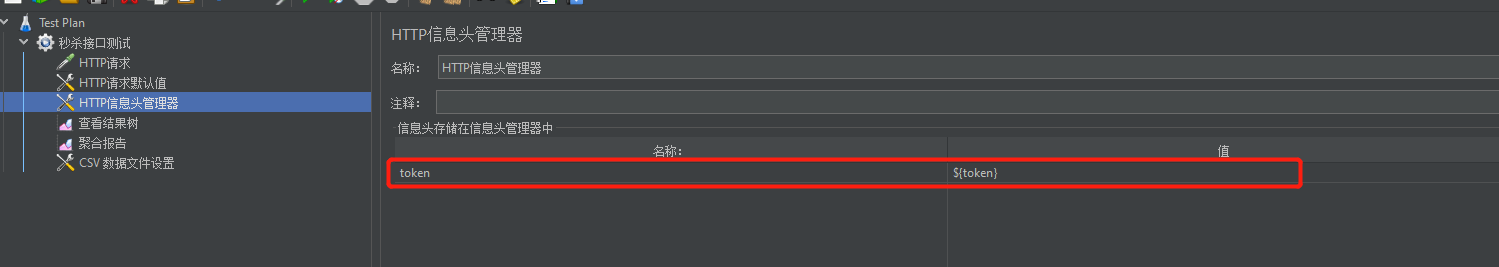 Test Plan
秒杀接口测试
HTTP请求
HTTP请求默认值
HTTP信息头管理器
查看结果树
聚合报告
CSV 数据文件设置
HTTP信息头管理器
名称： HTTP信息头管理器
注释：
信息头存储在信息头管理器中
名称： 值
token ${token}